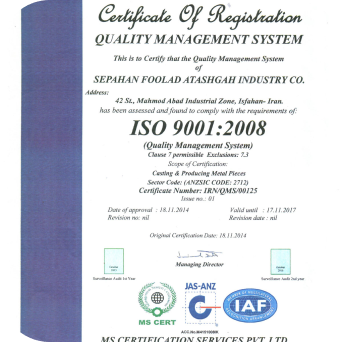 Certificate Of Registration
QUALITY MANAGEMENT SYSTEM
This is to Certify that the Quality Management System
of
SEPAHAN FOOLAD ATASHGAH INDUSTRY CO.
Address:
42 St., Mahmod Abad Industrial Zone, Isfahan- Iran.
has been assessed and found to comply with the requirements of:
ISO 9001:2008
(Quality Management System)
Clause 7 permissible Exclusions: 7.3
Scope of Certification:
Casting & Producing Metal Pieces
Sector Code: (ANZSIC CODE: 2712)
Certificate Number: IRN/QMS/00125
Issue no.: 01
Date of approval : 18.11.2014 Valid until : 17.11.2017
Revision no: nil Revision date : nil
Original Certification Date: 18.11.2014
Managing Director
Surveillance Audit 1st Year Surveillance Audit 2nd year
JAS-ANZ
MS CERT
IAF
MS CERTIFICATION SERVICES PVT. LTD